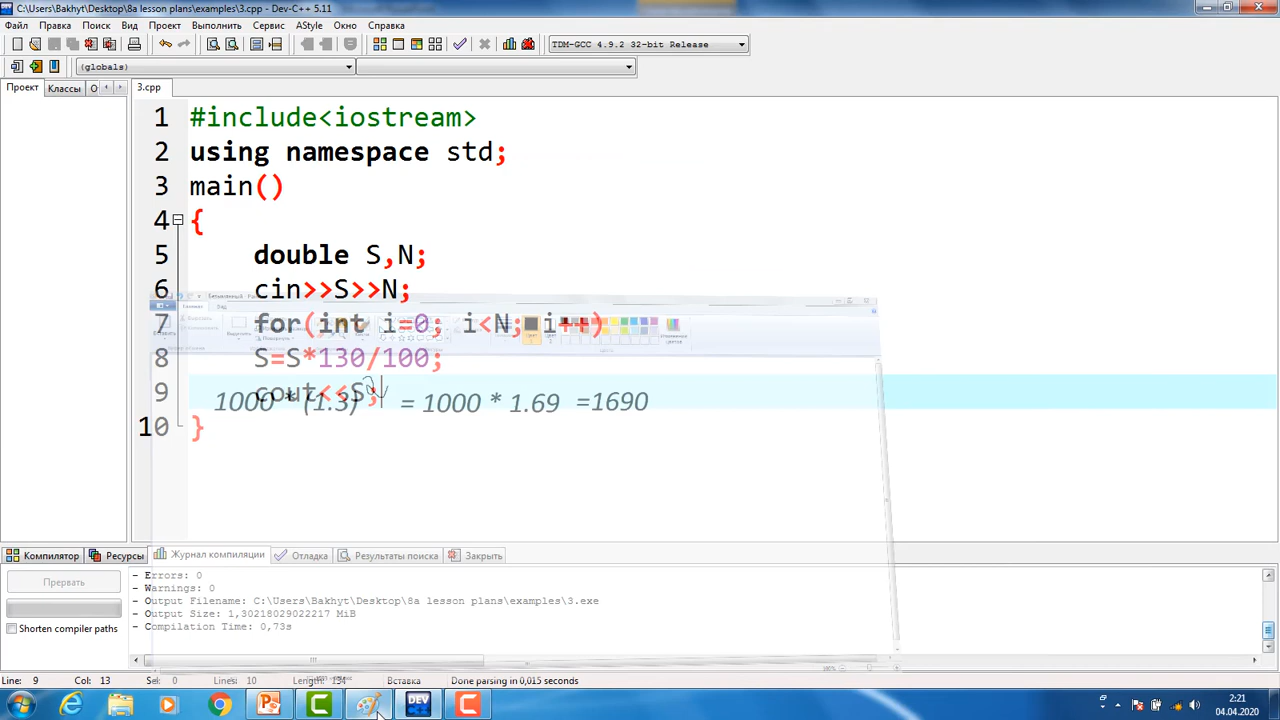 C:\Users\Bakhyt\Desktop\8a lesson plans\examples\3.cpp - Dev-C++ 5.11
Файл Правка Поиск Вид Проект Выполнить Сервис AStyle Окно Справка
TDM-GCC 4.9.2 32-bit Release
(globals)
Проект Классы О
3.cpp
1 #include<iostream>
2 using namespace std;
3 main()
4 {
5 double S,N;
6 cin>>S>>N;
7 for(int i=0; i<N; i++)
8 S=S*130/100;
9 cout<<S;
1000 * (1.3) = 1000 * 1.69 =1690
10 }
Компилятор Ресурсы Журнал компиляции Отладка Результаты поиска Закрыть
Прервать
Shorten compiler paths
- Errors: 0
- Warnings: 0
- Output Filename: C:\Users\Bakhyt\Desktop\8a lesson plans\examples\3.exe
- Output Size: 1,30218029022217 MiB
- Compilation Time: 0,73s
Line: 9 Col: 13 Sel: 0 Lines: 10 Length: 134 Вставка Done parsing in 0,015 seconds
DEV
2:21
04.04.2020